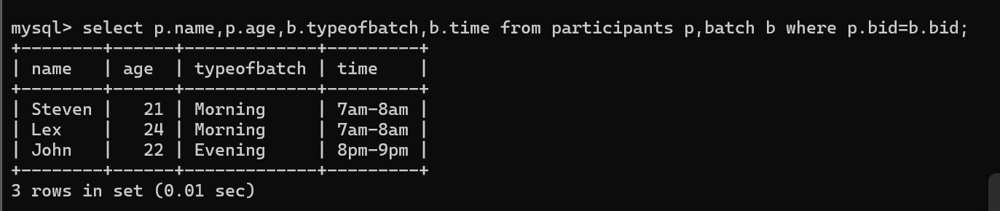 mysql> select p.name,p.age,b.typeofbatch,b.time from participants p,batch b where p.bid=b.bid;
+--------+------+-------------+---------+
| name   | age  | typeofbatch | time    |
+--------+------+-------------+---------+
| Steven |   21 | Morning     | 7am-8am |
| Lex    |   24 | Morning     | 7am-8am |
| John   |   22 | Evening     | 8pm-9pm |
+--------+------+-------------+---------+
3 rows in set (0.01 sec)